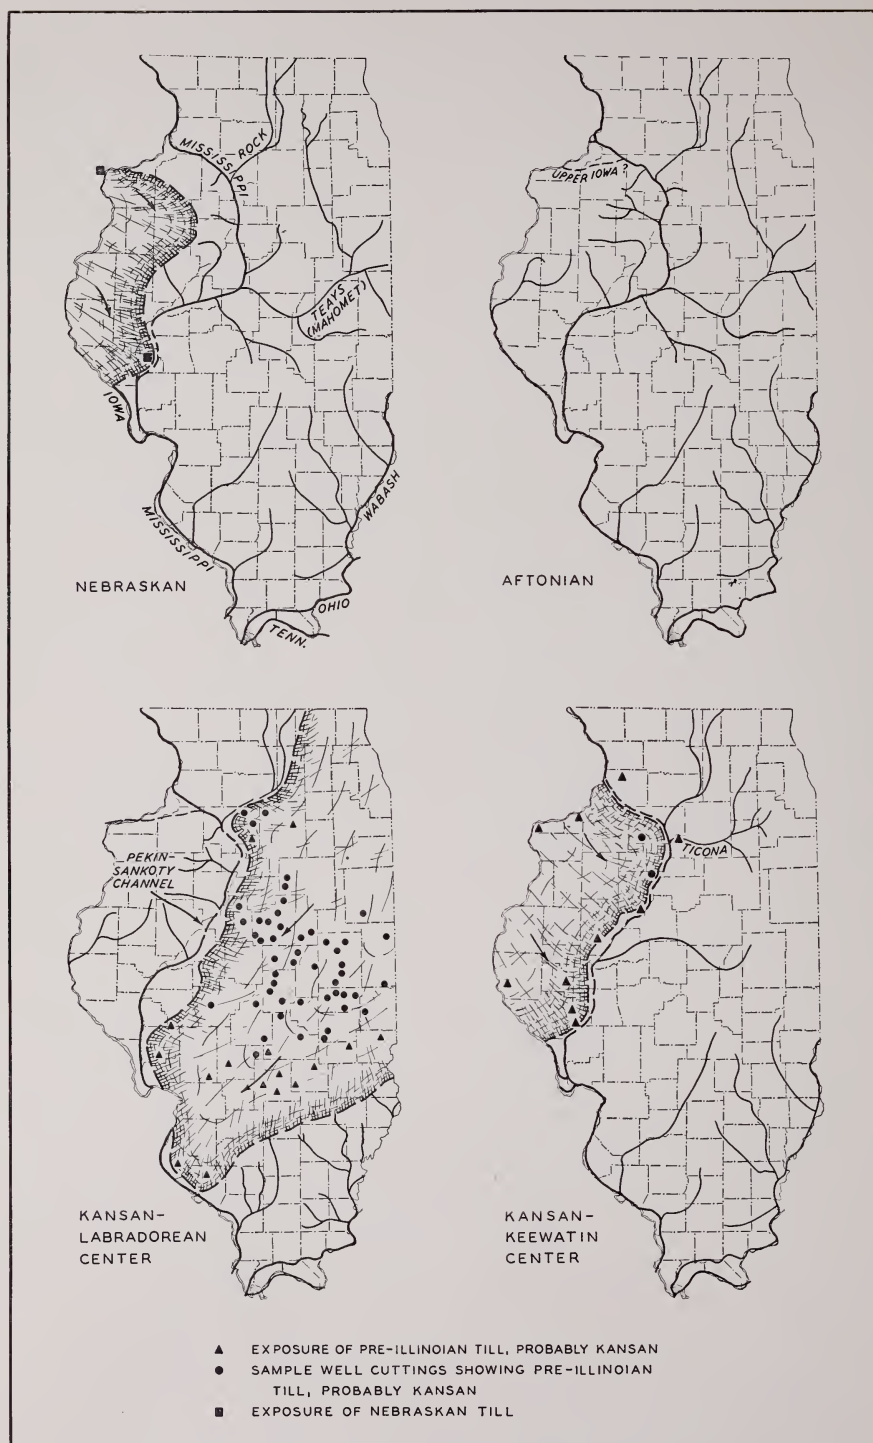 MISSISSIPPI
ROCK
TEAYS
(MAHOMET)
IOWA
MISSISSIPPI
WABASH
OHIO
TENN.
NEBRASKAN
UPPER IOWA ?
AFTONIAN
PEKIN-
SANKOTY
CHANNEL
KANSAN-
LABRADOREAN
CENTER
TICONA
KANSAN-
KEEWATIN
CENTER
EXPOSURE OF PRE-ILLINOIAN TILL, PROBABLY KANSAN
SAMPLE WELL CUTTINGS SHOWING PRE-ILLINOIAN
TILL, PROBABLY KANSAN
EXPOSURE OF NEBRASKAN TILL